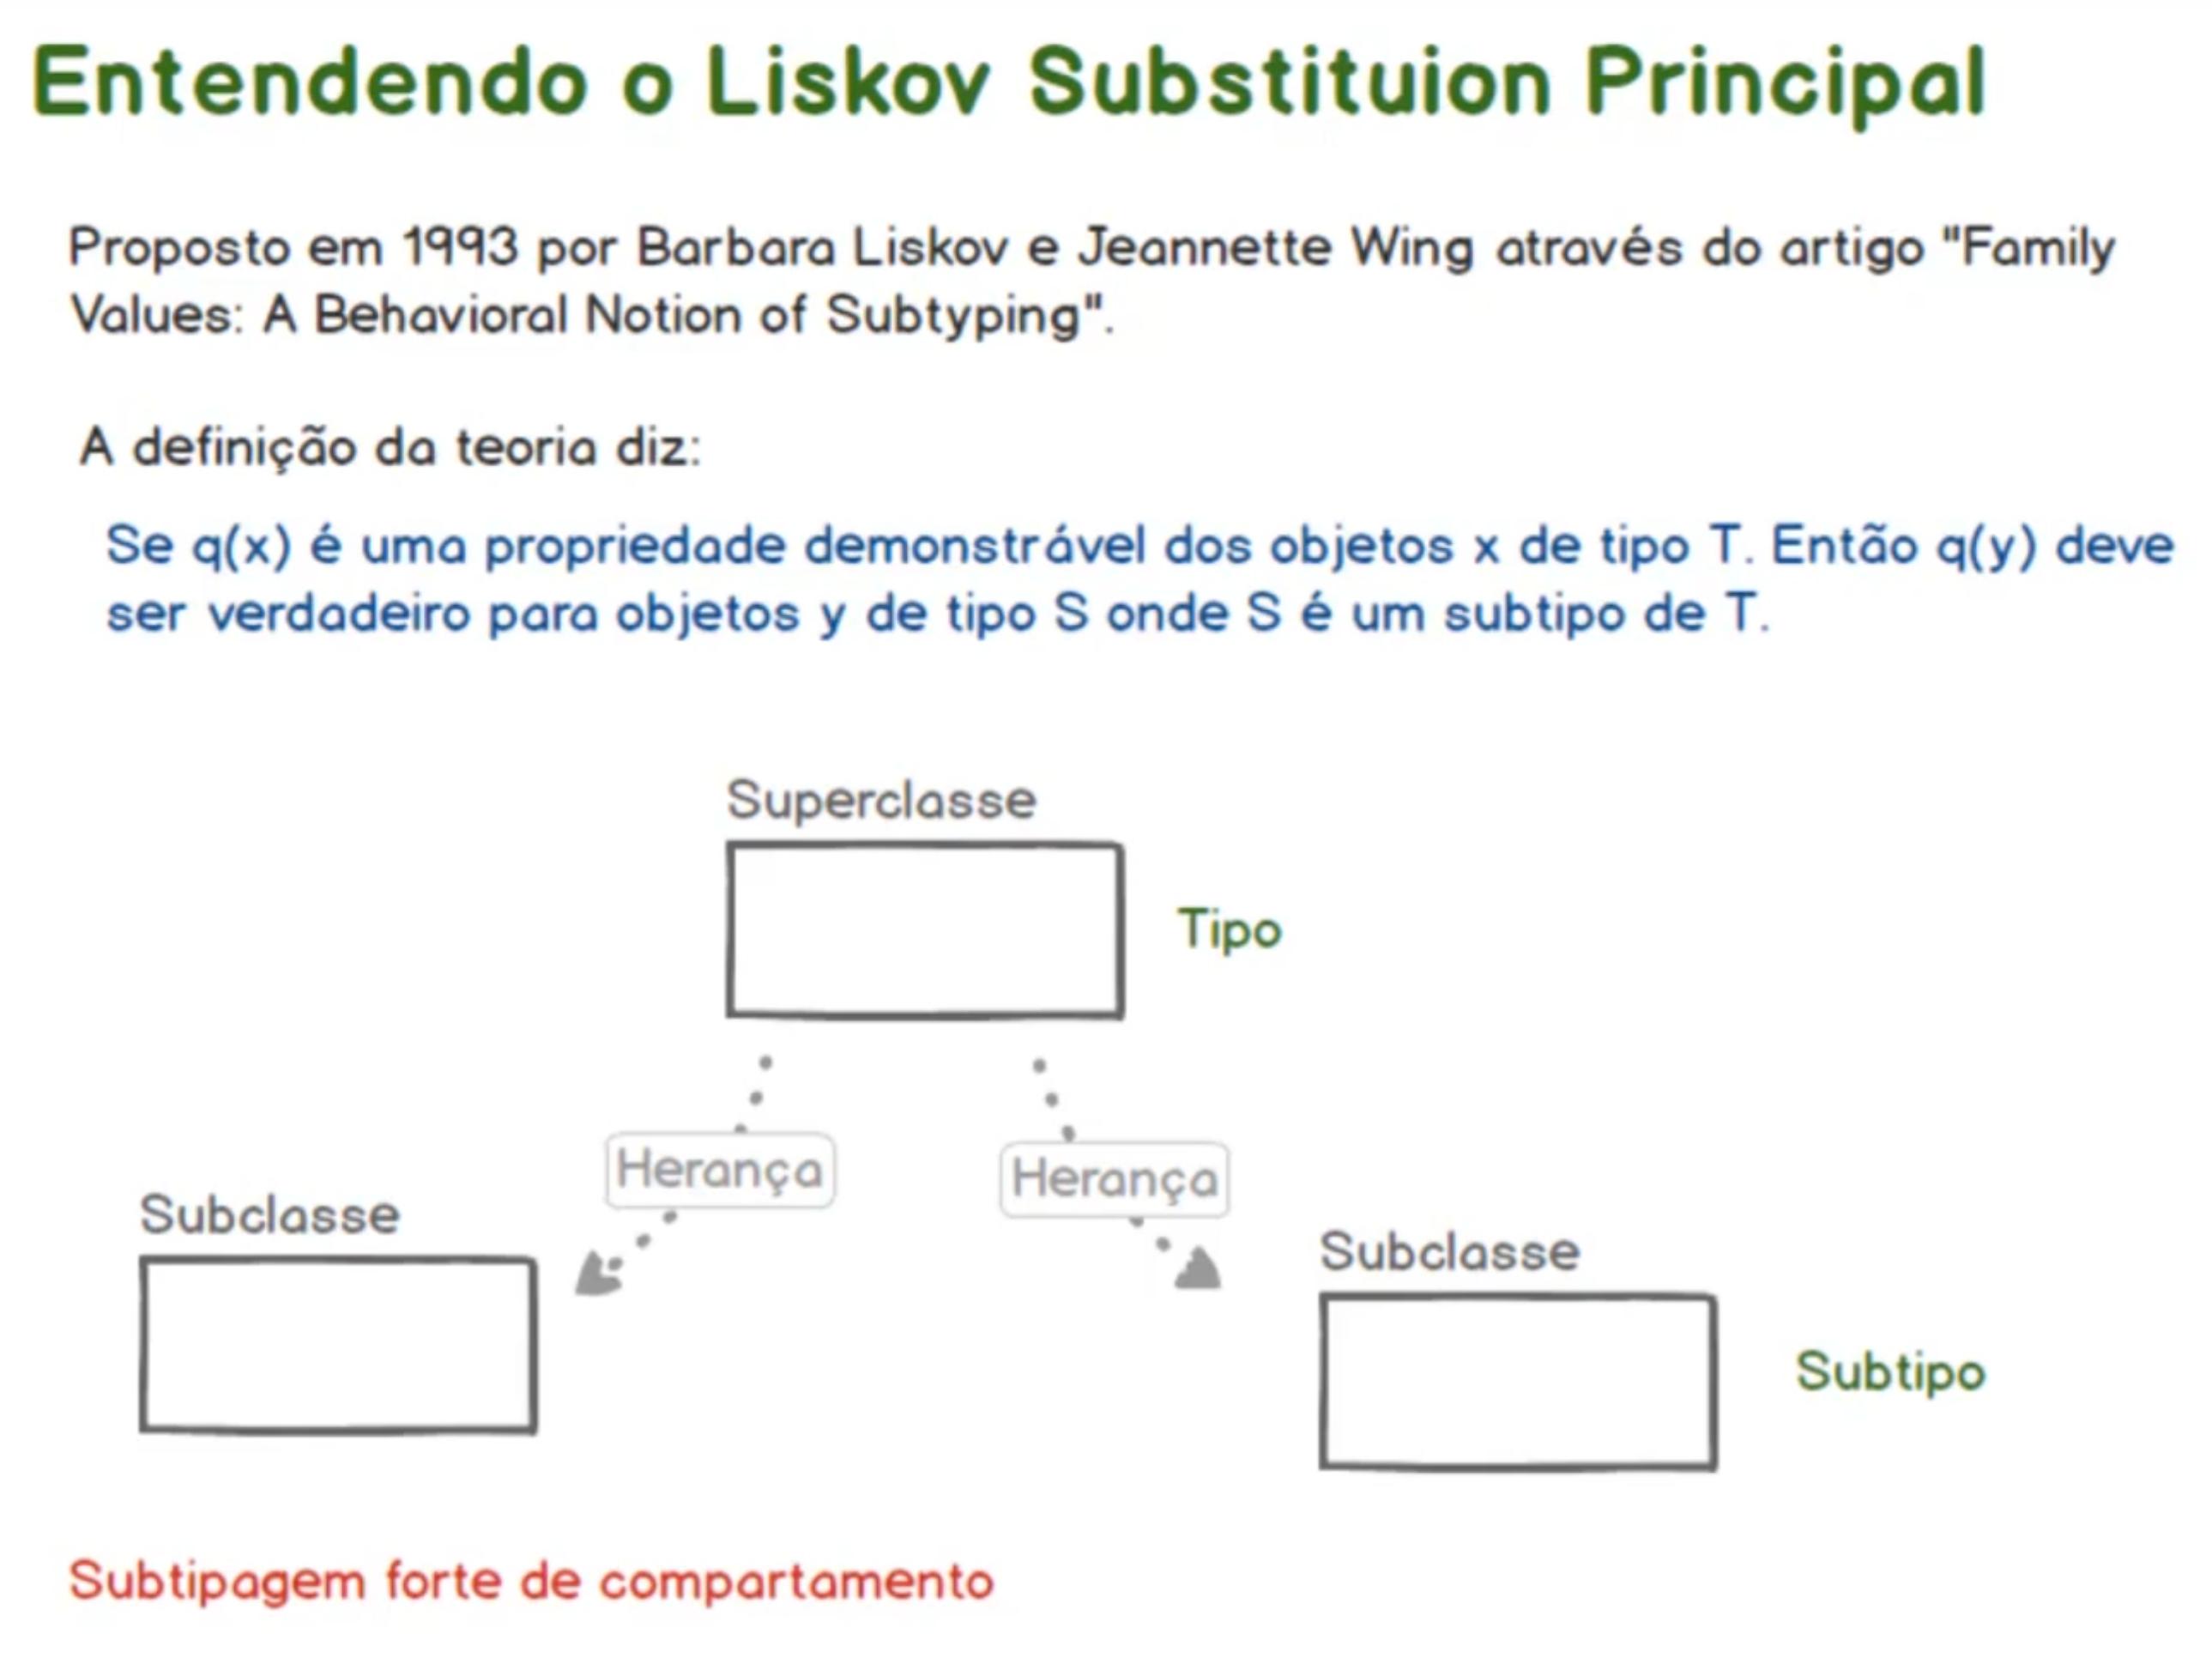 Entendendo o Liskov Substituion Principal
Proposto em 1993 por Barbara Liskov e Jeannette Wing através do artigo "Family
Values: A Behavioral Notion of Subtyping".
A definição da teoria diz:
Se q(x) é uma propriedade demonstrável dos objetos x de tipo T. Então q(y) deve
ser verdadeiro para objetos y de tipo S onde S é um subtipo de T.
Superclasse
Tipo
Herança
Herança
Subclasse
Subclasse
Subtipo
Subtipagem forte de compartamento